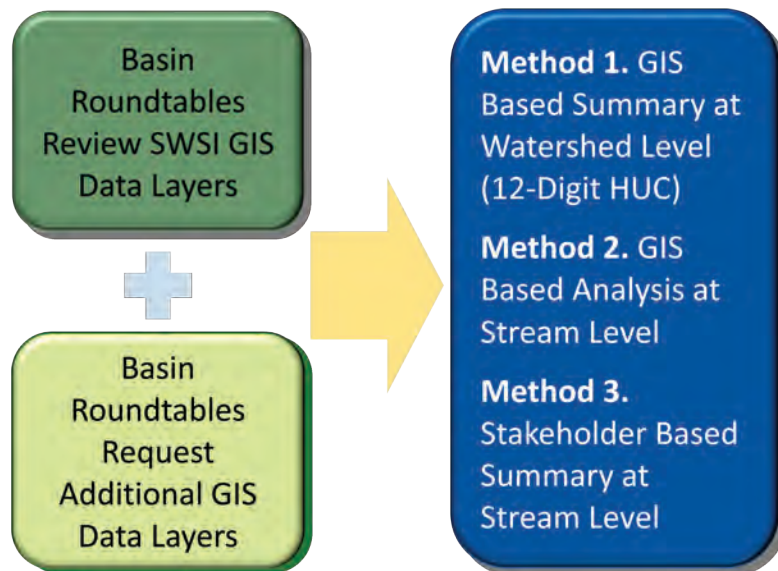 Basin
Roundtables
Review SWSI GIS
Data Layers
Basin
Roundtables
Request
Additional GIS
Data Layers
Method 1. GIS
Based Summary at
Watershed Level
(12-Digit HUC)
Method 2. GIS
Based Analysis at
Stream Level
Method 3.
Stakeholder Based
Summary at
Stream Level